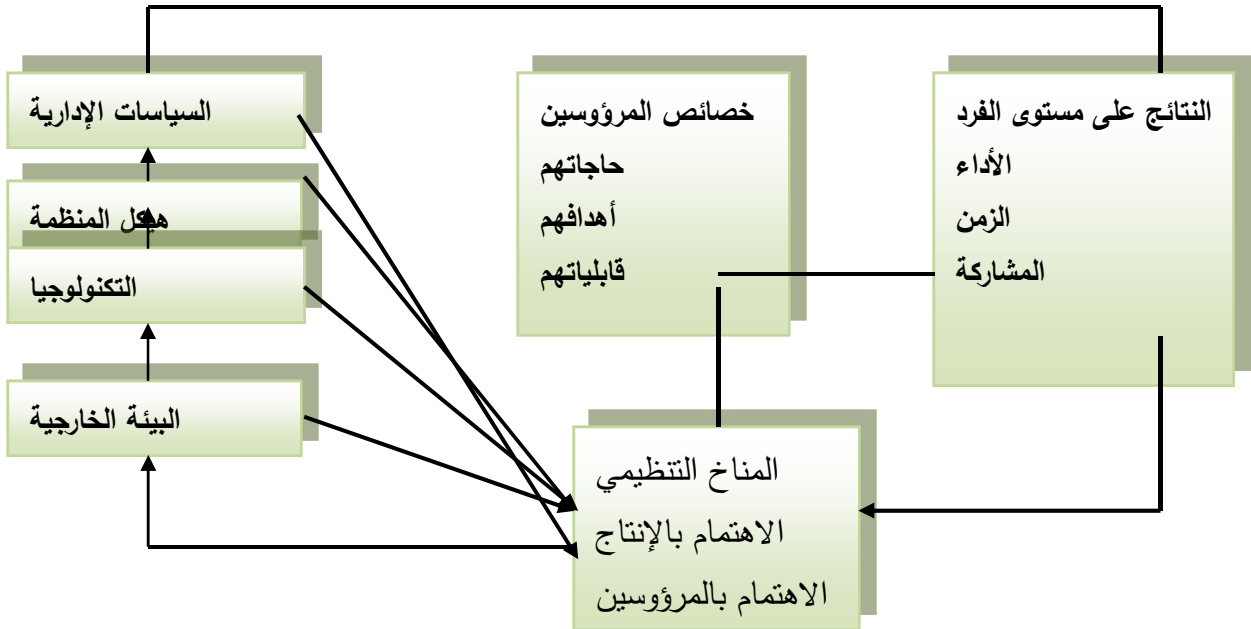 النتائج على مستوى الفرد
الأداء
الزمن
المشاركة
خصائص المرؤوسين
حاجاتهم
أهدافهم
قابلياتهم
السياسات الإدارية
هيكل المنظمة
التكنولوجيا
البيئة الخارجية
المناخ التنظيمي
الاهتمام بالإنتاج
الاهتمام بالمرؤوسين